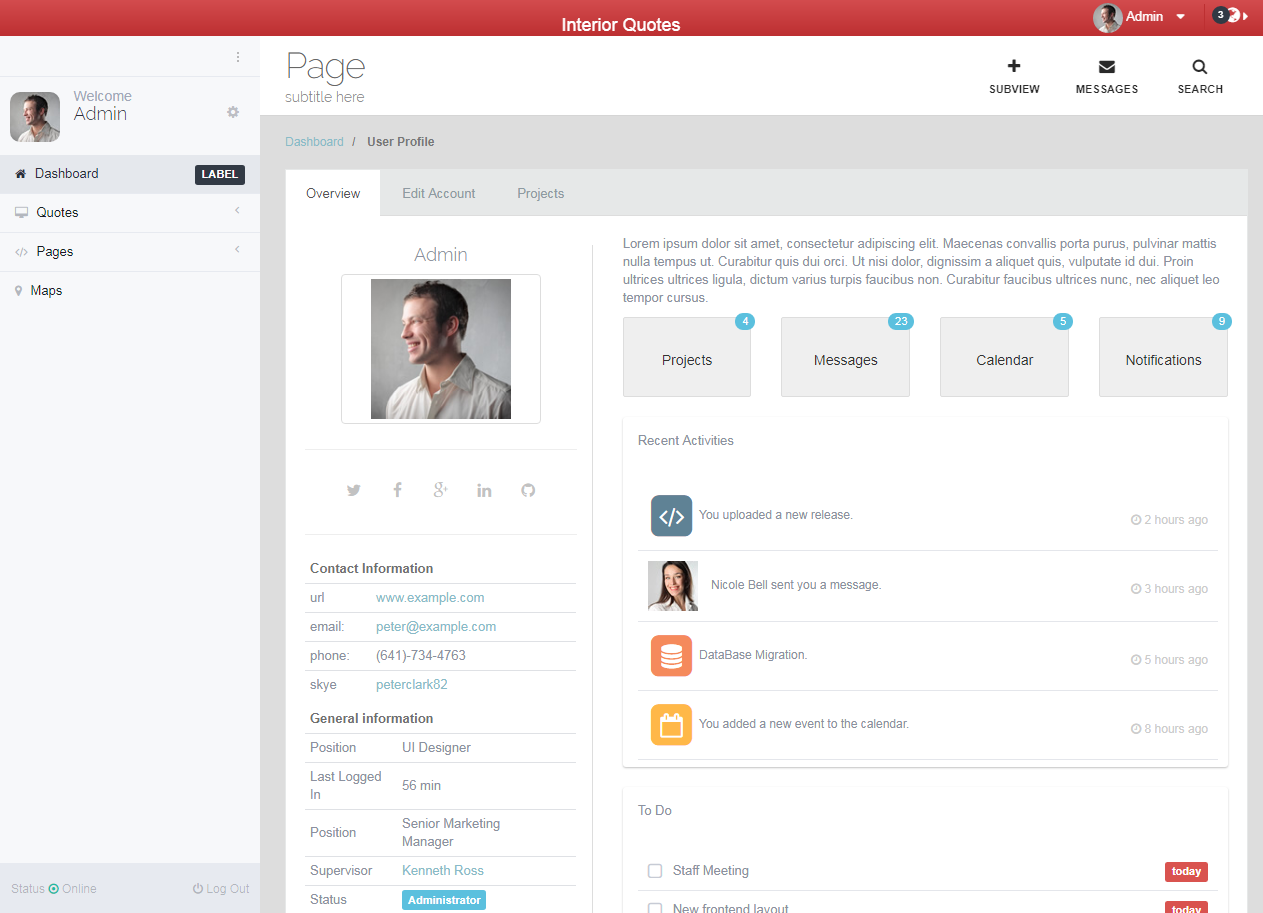 Interior Quotes
Admin
3
Page
subtitle here
SUBVIEW
MESSAGES
SEARCH
Welcome
Admin
Dashboard
LABEL
Quotes
Pages
Maps
Status Online
Log Out
Dashboard / User Profile
Overview
Edit Account
Projects
Admin
Contact Information
url www.example.com
email: peter@example.com
phone: (641)-734-4763
skye peterclark82
General information
Position UI Designer
Last Logged
In
56 min
Position
Senior Marketing
Manager
Supervisor Kenneth Ross
Status Administrator
Lorem ipsum dolor sit amet, consectetur adipiscing elit. Maecenas convallis porta purus, pulvinar mattis
nulla tempus ut. Curabitur quis dui orci. Ut nisi dolor, dignissim a aliquet quis, vulputate id dui. Proin
ultrices ultrices ligula, dictum varius turpis faucibus non. Curabitur faucibus ultrices nunc, nec aliquet leo
tempor cursus.
4
Projects
23
Messages
5
Calendar
9
Notifications
Recent Activities
You uploaded a new release.
2 hours ago
Nicole Bell sent you a message.
3 hours ago
DataBase Migration.
5 hours ago
You added a new event to the calendar.
8 hours ago
To Do
Staff Meeting
today
New frontend layout
today